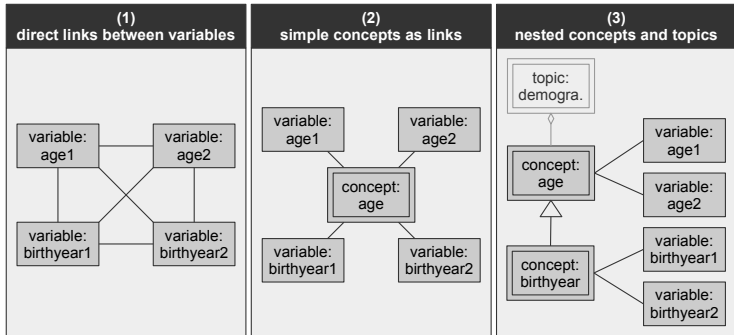 (1)
direct links between variables
variable:
age1
variable:
age2
variable:
birthyear1
variable:
birthyear2
(2)
simple concepts as links
variable:
age1
variable:
age2
concept:
age
variable:
birthyear1
variable:
birthyear2
(3)
nested concepts and topics
topic:
demogra.
concept:
age
variable:
age1
variable:
age2
concept:
birthyear
variable:
birthyear1
variable:
birthyear2